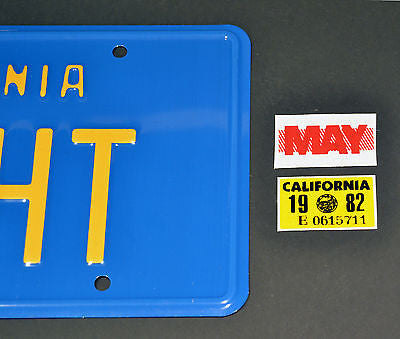 NIA
HT
MAY
CALIFORNIA
19 82
E 0615711